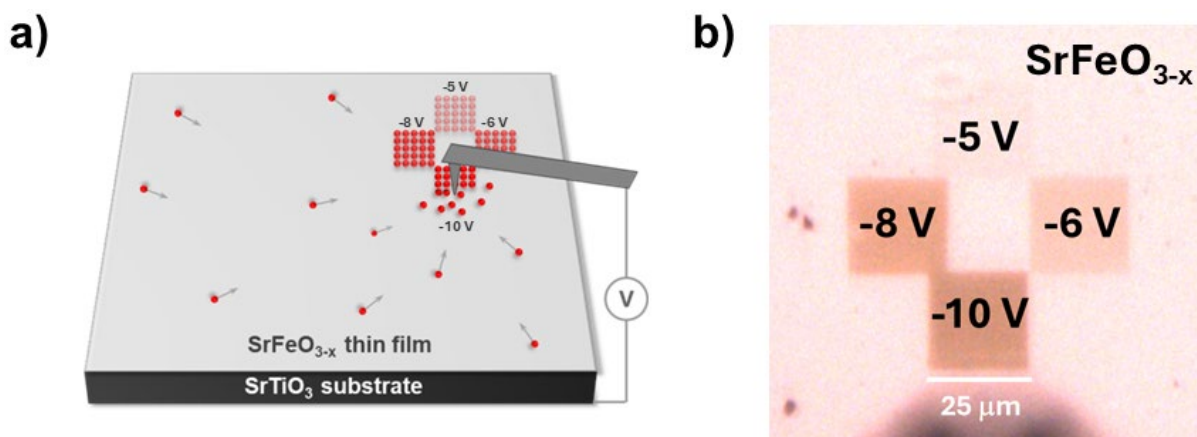 a)
-5 V
-8 V
-6 V
-10 V
V
SrFeO3-x thin film
SrTiO3 substrate
b)
SrFeO3-x
-5 V
-8 V
-6 V
-10 V
25 μm